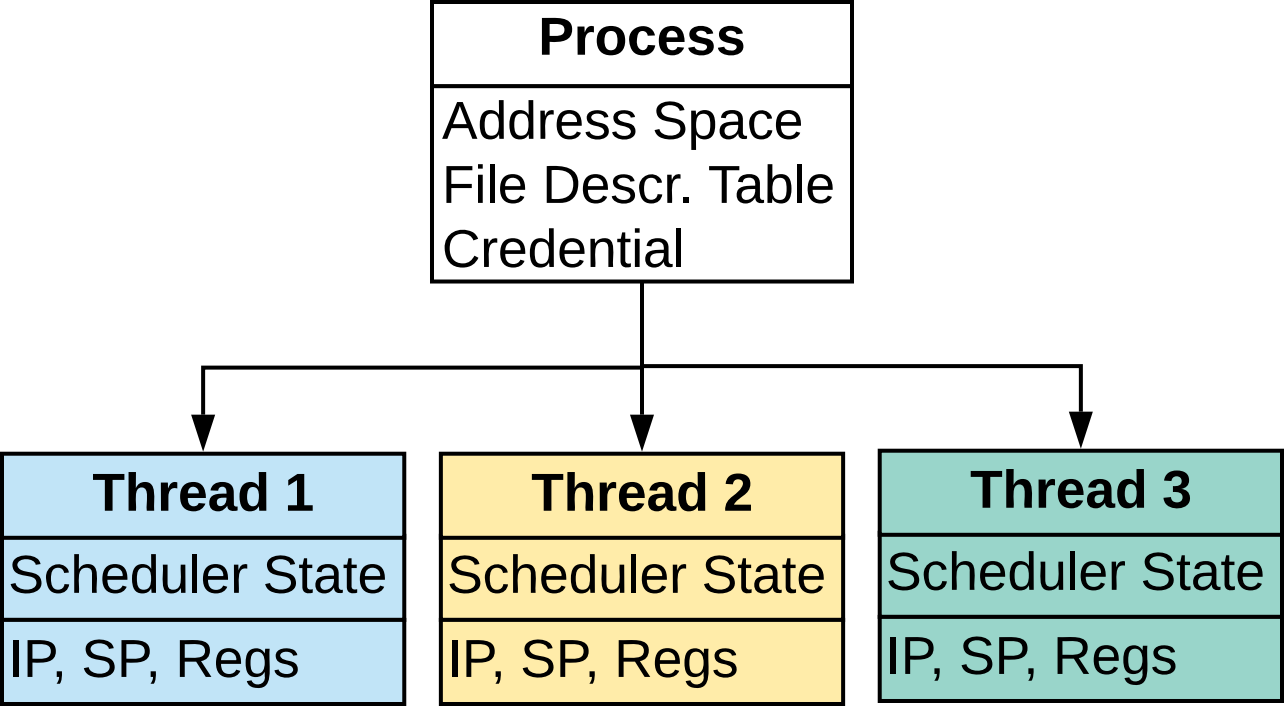 Process
Address Space
File Descr. Table
Credential
Thread 1
Scheduler State
IP, SP, Regs
Thread 2
Scheduler State
IP, SP, Regs
Thread 3
Scheduler State
IP, SP, Regs